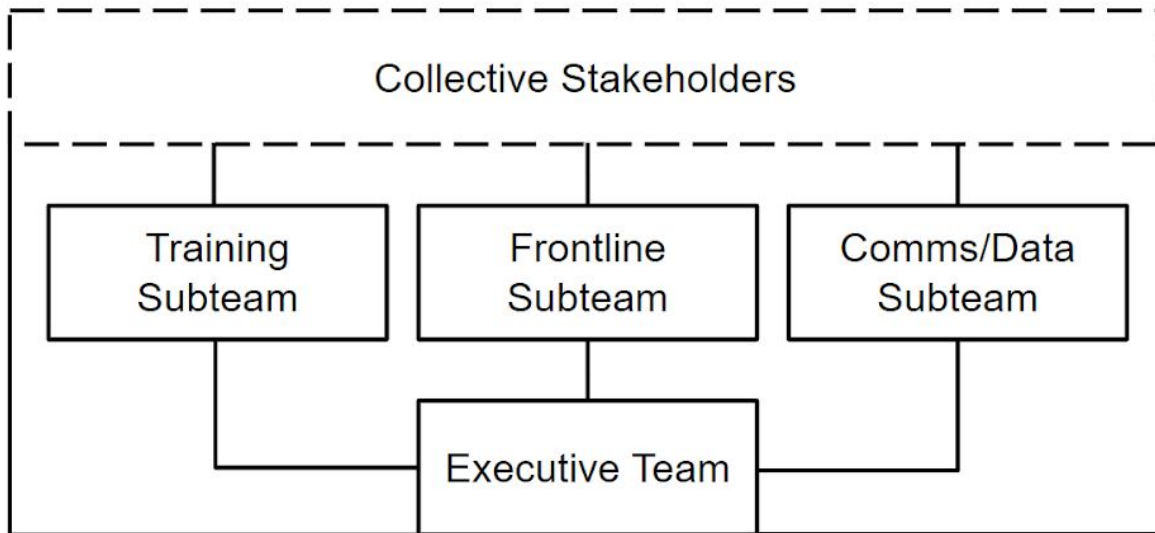 Collective Stakeholders
Training
Subteam
Frontline
Subteam
Comms/Data
Subteam
Executive Team